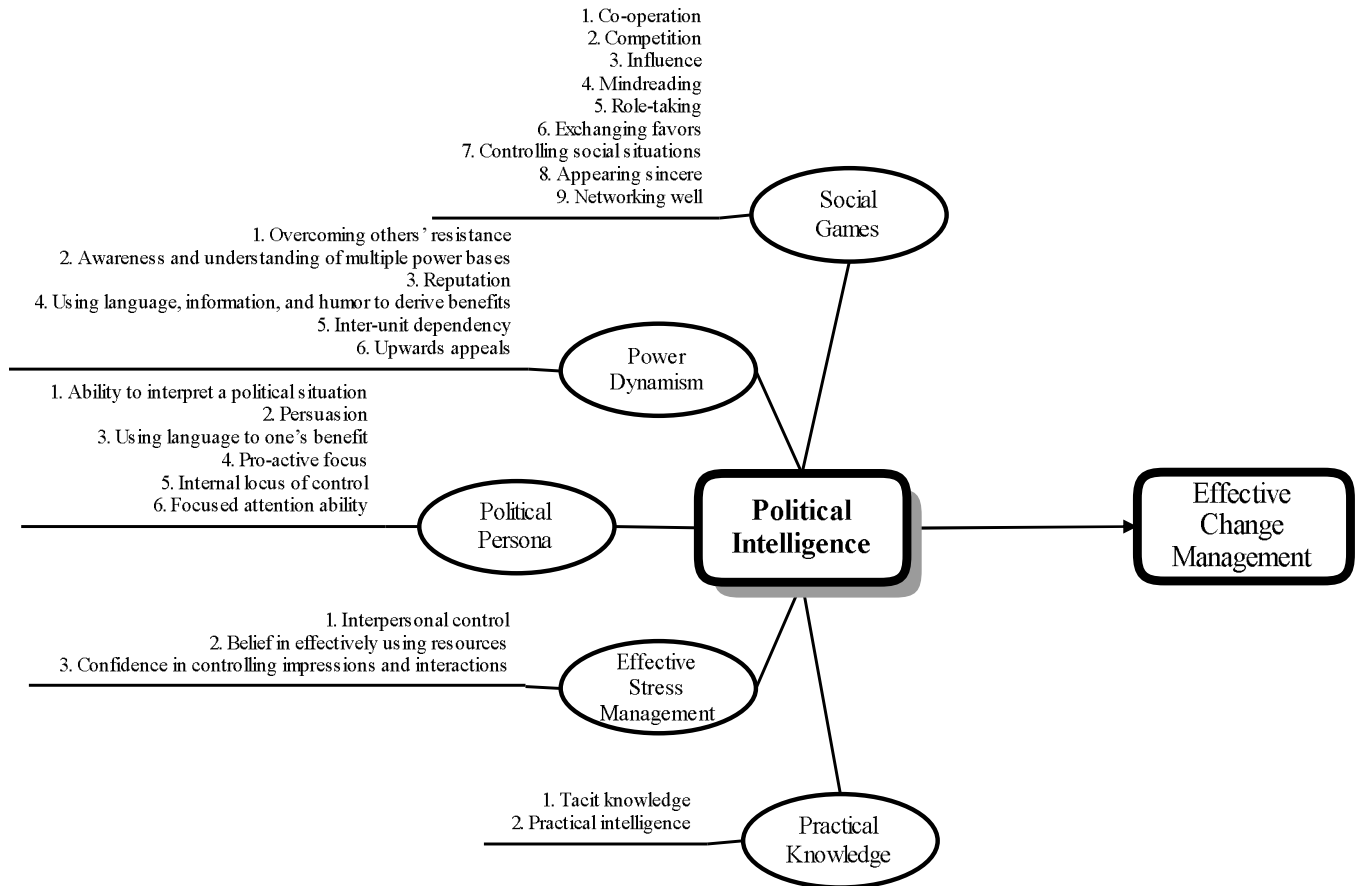 1. Co-operation
2. Competition
3. Influence
4. Mindreading
5. Role-taking
6. Exchanging favors
7. Controlling social situations
8. Appearing sincere
9. Networking well
Social
Games
1. Overcoming others’ resistance
2. Awareness and understanding of multiple power bases
3. Reputation
4. Using language, information, and humor to derive benefits
5. Inter-unit dependency
6. Upwards appeals
Power
Dynamism
1. Ability to interpret a political situation
2. Persuasion
3. Using language to one’s benefit
4. Pro-active focus
5. Internal locus of control
6. Focused attention ability
Political
Persona
Political
Intelligence
Effective
Change
Management
1. Interpersonal control
2. Belief in effectively using resources
3. Confidence in controlling impressions and interactions
Effective
Stress
Management
1. Tacit knowledge
2. Practical intelligence
Practical
Knowledge